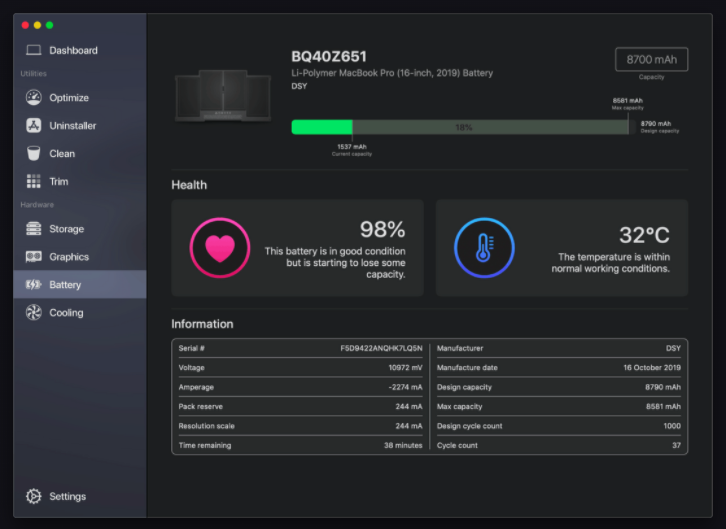 Dashboard
Utilities
Optimize
Uninstaller
Clean
Trim
Hardware
Storage
Graphics
Battery
Cooling
Settings
BQ40Z651
Li-Polymer MacBook Pro (16-inch, 2019) Battery
DSY
8700 mAh
Capacity
8581 mAh
Max capacity
18%
8790 mAh
Design capacity
1537 mAh
Current capacity
Health
98%
This battery is in good condition
but is starting to lose some
capacity.
32°C
The temperature is within
normal working conditions.
Information
Serial # F5D9422ANQHK7LQ5N
Voltage 10972 mV
Amperage -2274 mA
Pack reserve 244 mA
Resolution scale 244 mA
Time remaining 38 minutes
Manufacturer DSY
Manufacture date 16 October 2019
Design capacity 8790 mAh
Max capacity 8581 mAh
Design cycle count 1000
Cycle count 37